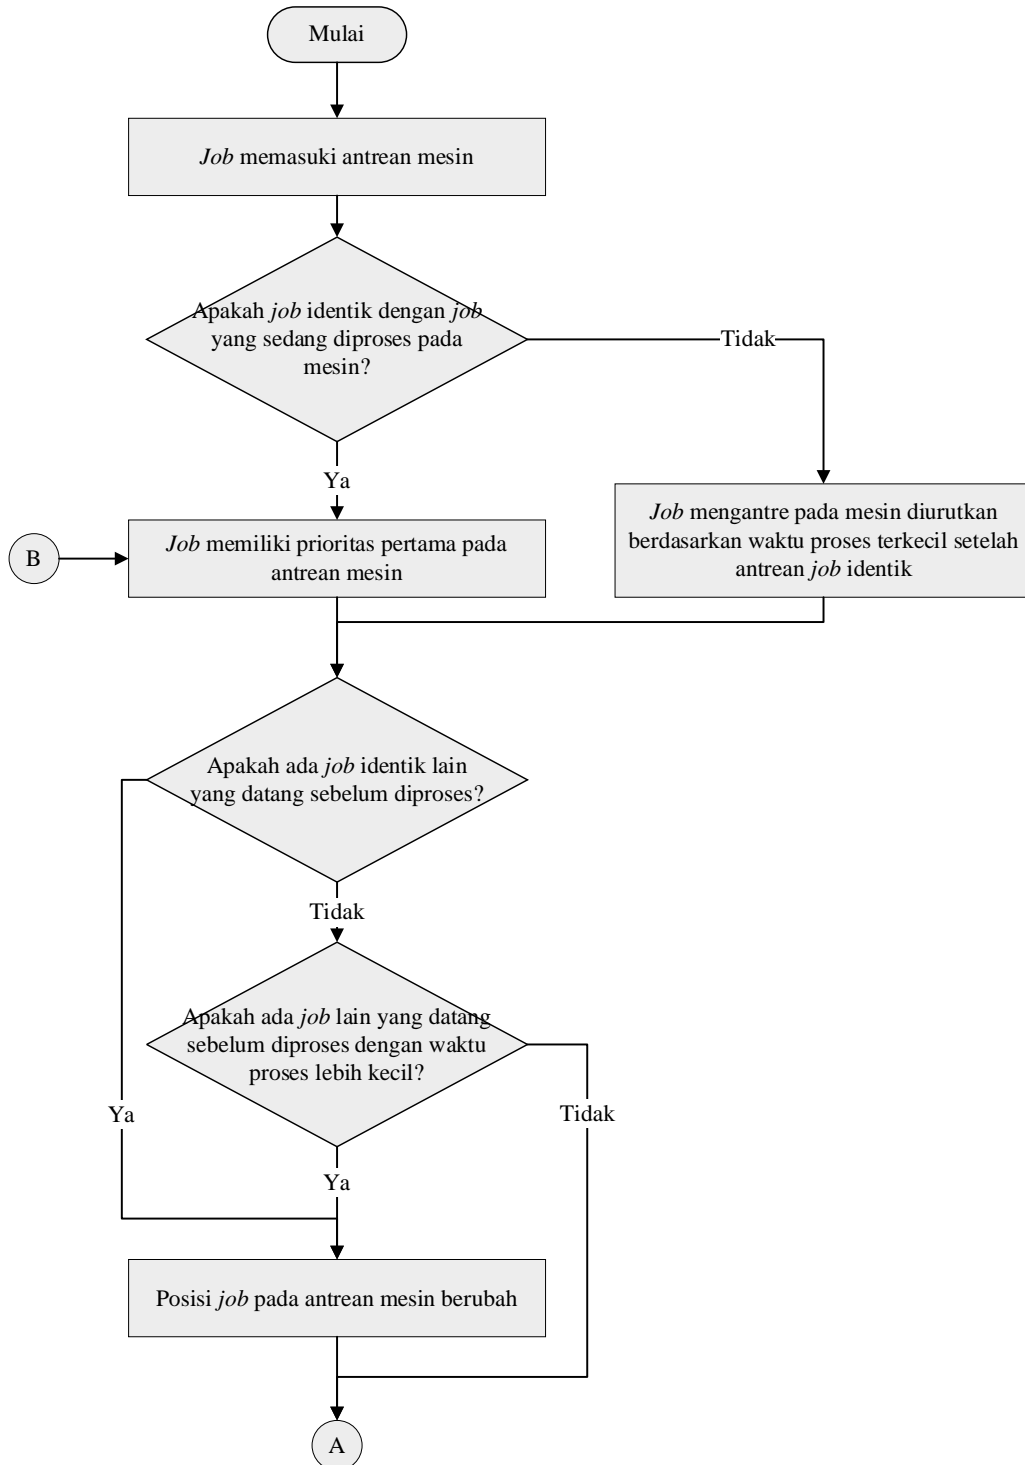 Mulai
Job memasuki antrean mesin
Apakah job identik dengan job
yang sedang diproses pada
mesin?
Tidak
Ya
B
Job memiliki prioritas pertama pada
antrean mesin
Job mengantre pada mesin diurutkan
berdasarkan waktu proses terkecil setelah
antrean job identik
Apakah ada job identik lain
yang datang sebelum diproses?
Tidak
Apakah ada job lain yang datang
sebelum diproses dengan waktu
proses lebih kecil?
Ya
Tidak
Ya
Posisi job pada antrean mesin berubah
A